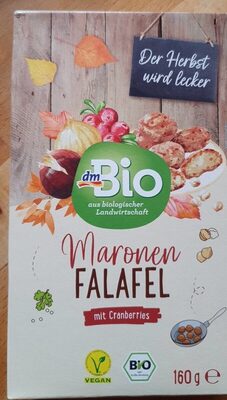 Der Herbst
wird lecker
dm
Bio
aus biologischer
Landwirtschaft
Maronen
FALAFEL
mit Cranberries
VEGAN
BIO
160 g e